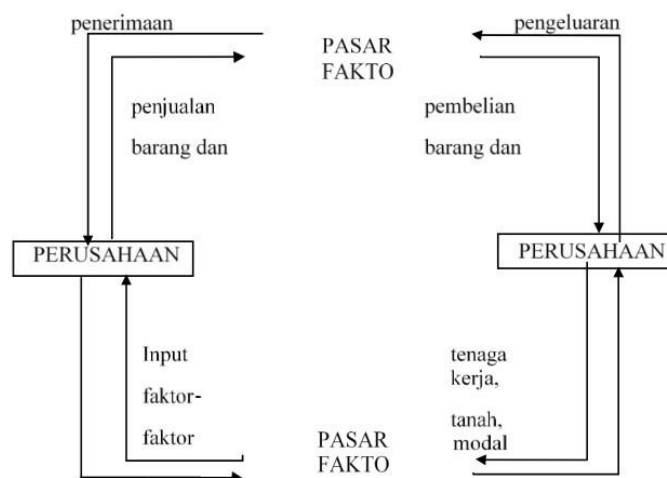 penerimaan
PASAR
FAKTO
pengeluaran
penjualan
barang dan
pembelian
barang dan
PERUSAHAAN
PERUSAHAAN
Input
faktor-
faktor
tenaga
kerja,
tanah,
modal
PASAR
FAKTO